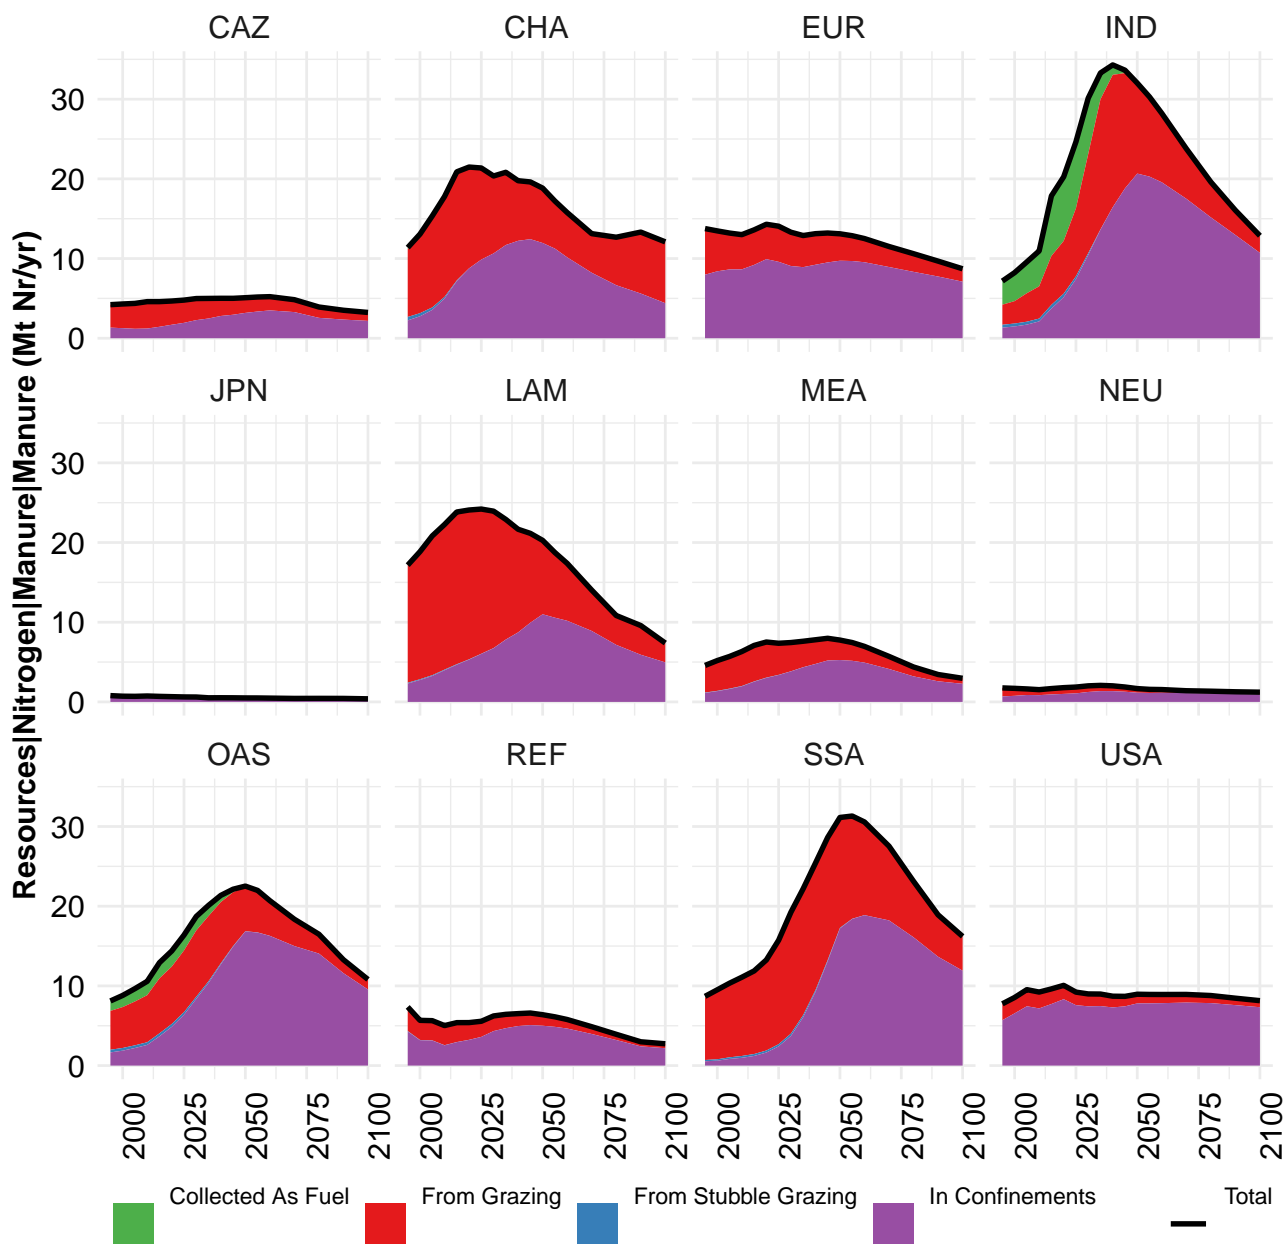 CAZ CHA EUR IND
30
20
10
0
JPN LAM MEA NEU
30
20
10
0
OAS REF SSA USA
30
20
10
0
Resources|Nitrogen|Manure|Manure (Mt Nr/yr)
2000 2025 2050 2075 2100 2000 2025 2050 2075 2100 2000 2025 2050 2075 2100 2000 2025 2050 2075 2100
Collected As Fuel From Grazing From Stubble Grazing In Confinements Total